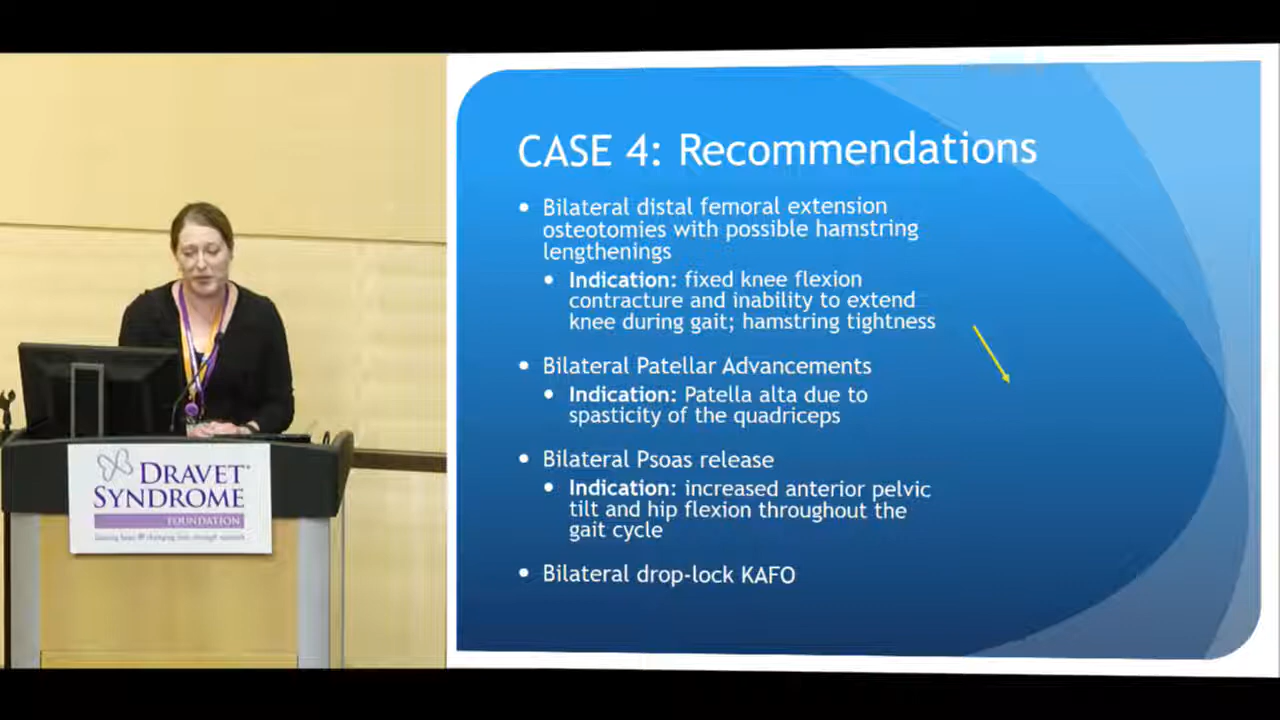 CASE 4: Recommendations
• Bilateral distal femoral extension
osteotomies with possible hamstring
lengthenings
• Indication: fixed knee flexion
contracture and inability to extend
knee during gait; hamstring tightness
• Bilateral Patellar Advancements
• Indication: Patella alta due to
spasticity of the quadriceps
• Bilateral Psoas release
• Indication: increased anterior pelvic
tilt and hip flexion throughout the
gait cycle
• Bilateral drop-lock KAFO
DRAVET
SYNDROME
FOUNDATION